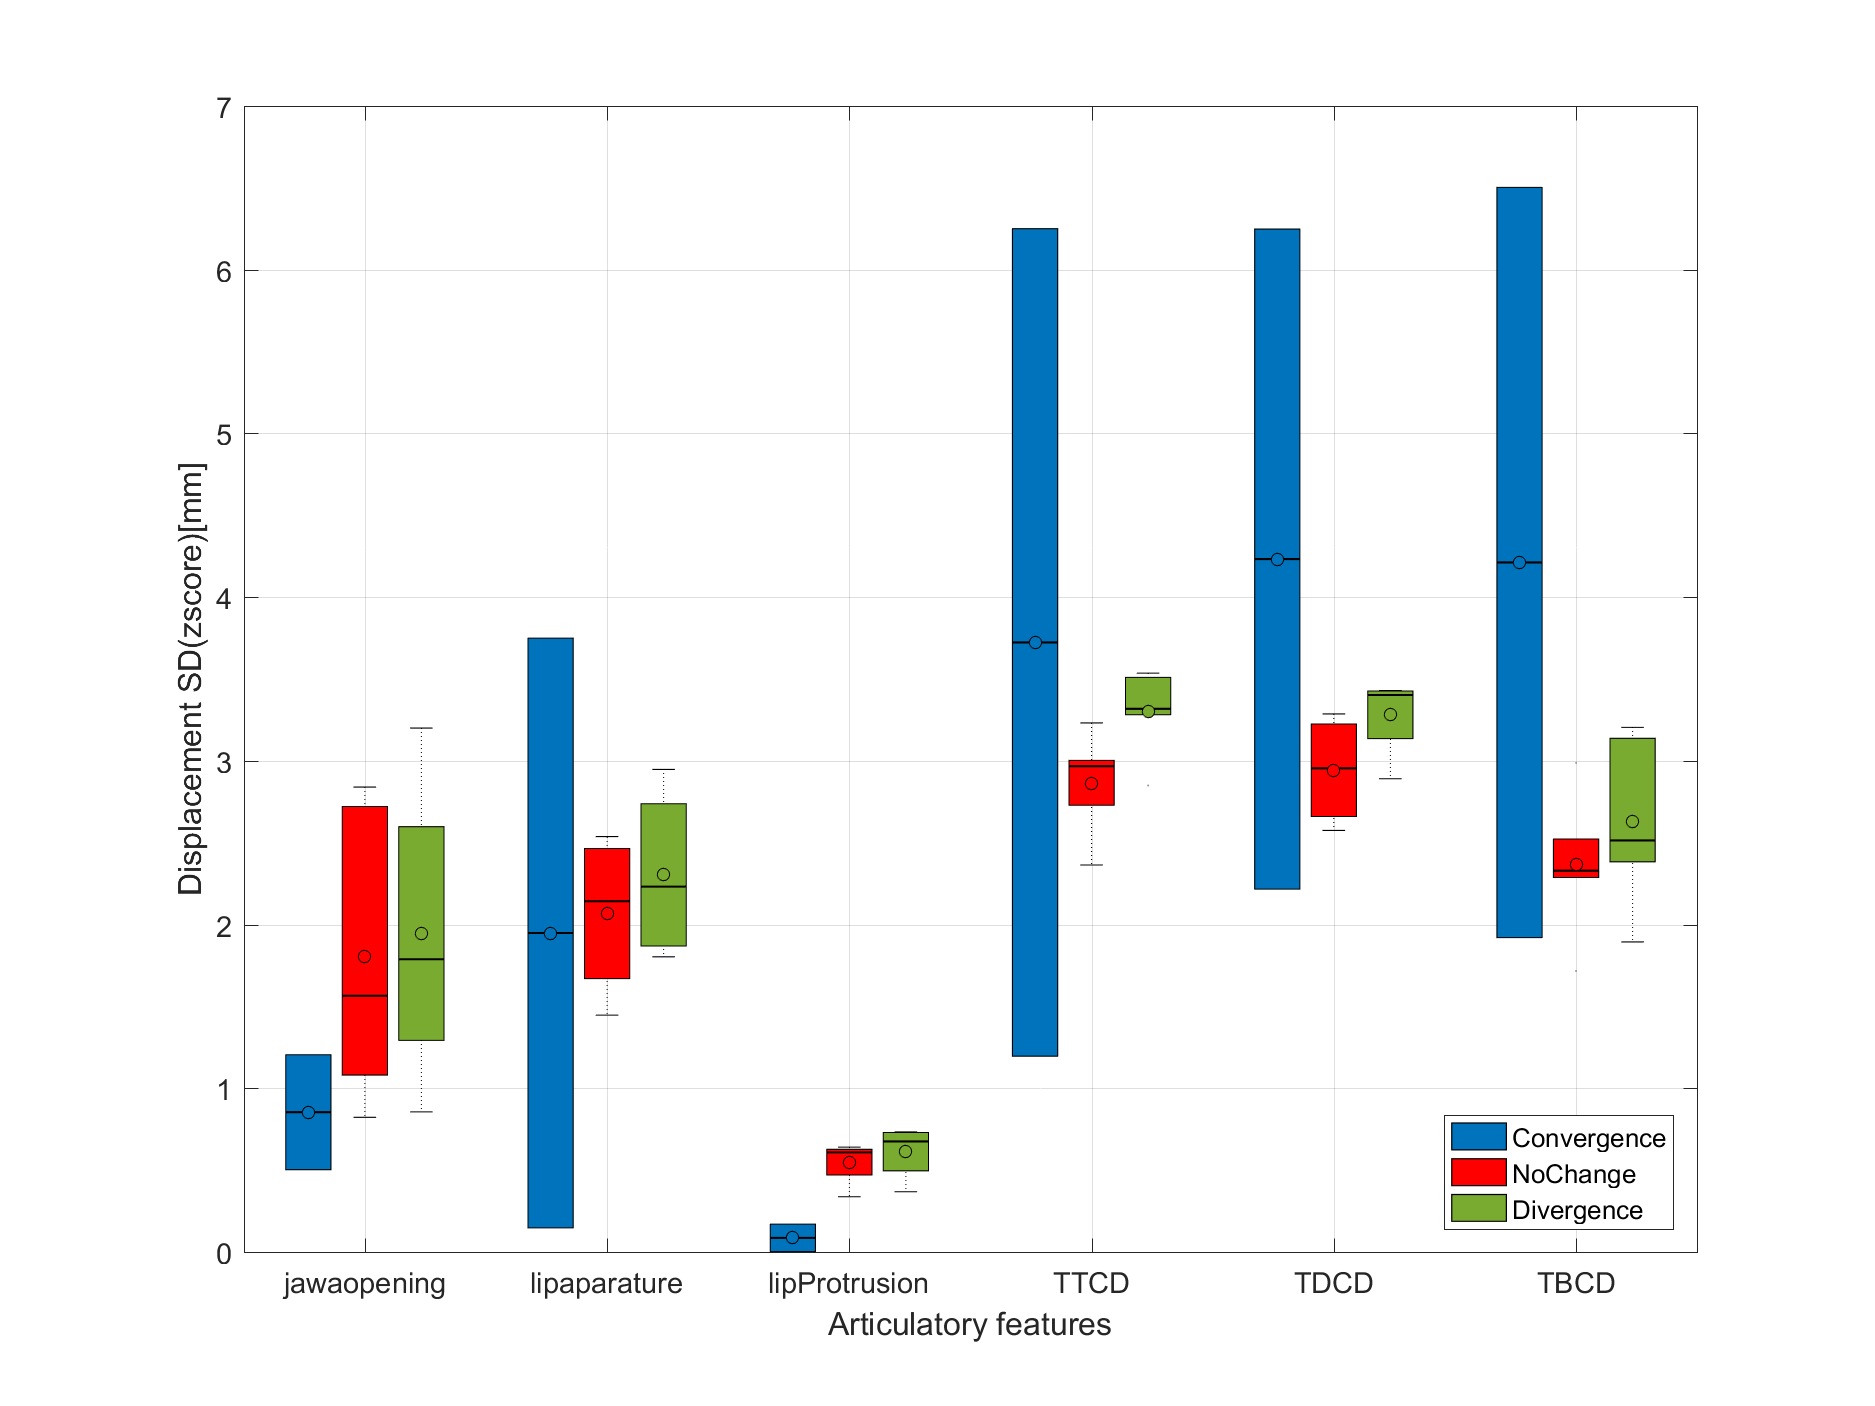 7
6
5
4
3
2
1
0
Displacement SD(zscore)[mm]
jawaopening lipaparature lipProtrusion TTCD TDCD TBCD
Articulatory features
Convergence
NoChange
Divergence